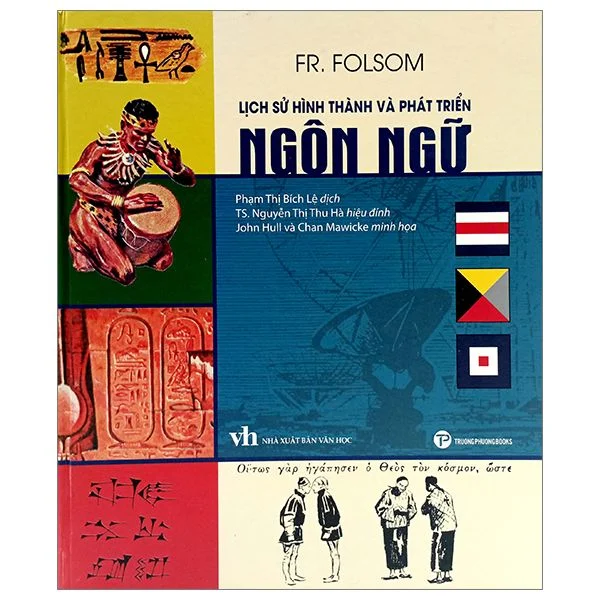 FR. FOLSOM
LỊCH SỬ HÌNH THÀNH VÀ PHÁT TRIỂN
NGÔN NGỮ
Phạm Thị Bích Lệ dịch
TS. Nguyễn Thị Thu Hà hiệu đính
John Hull và Chan Mawicke minh họa
vh NHÀ XUẤT BẢN VĂN HỌC
TP TRUONGPHUONGBOOKS
Οὕτως γὰρ ἠγάπησεν ὁ Θεὸς τὸν κόσμον, ὥστε